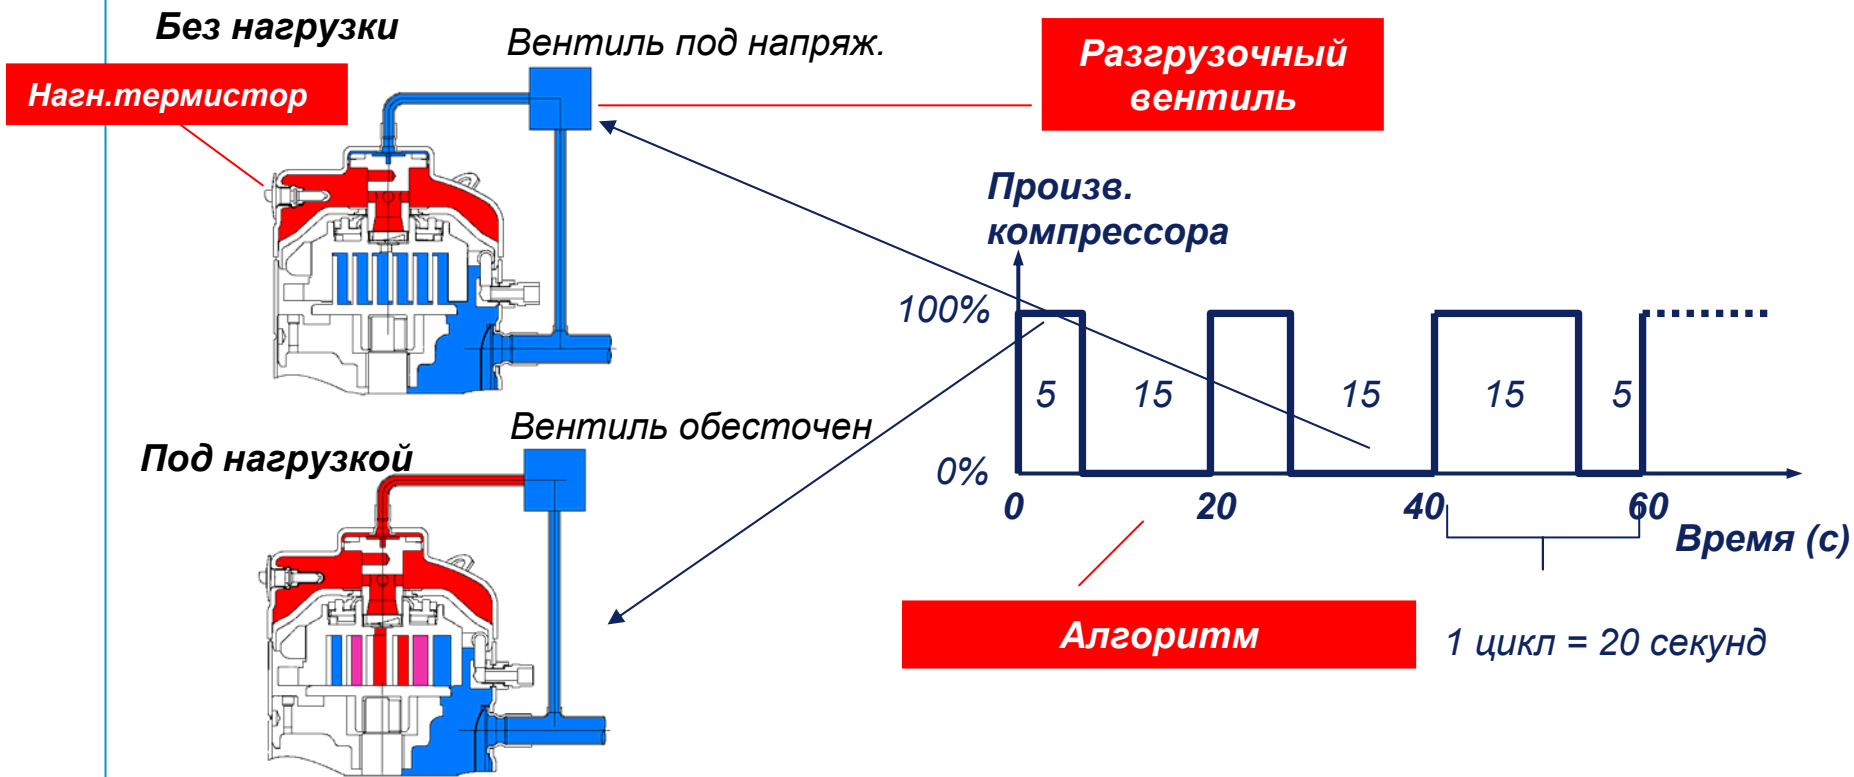 Без нагрузки
Вентиль под напряж.
Разгрузочный
вентиль
Нагн.термистор
Произв.
компрессора
100%
5
15
15
15
5
0%
0
20
40
60
Время (с)
Вентиль обесточен
Под нагрузкой
Алгоритм
1 цикл = 20 секунд